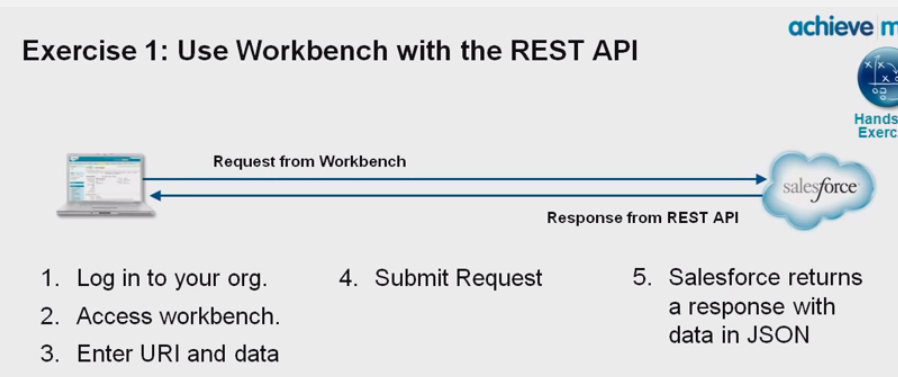 achieve m
Exercise 1: Use Workbench with the REST API
Hands
Exerc
Request from Workbench
salesforce
Response from REST API
1. Log in to your org.
2. Access workbench.
3. Enter URI and data
4. Submit Request
5. Salesforce returns
a response with
data in JSON